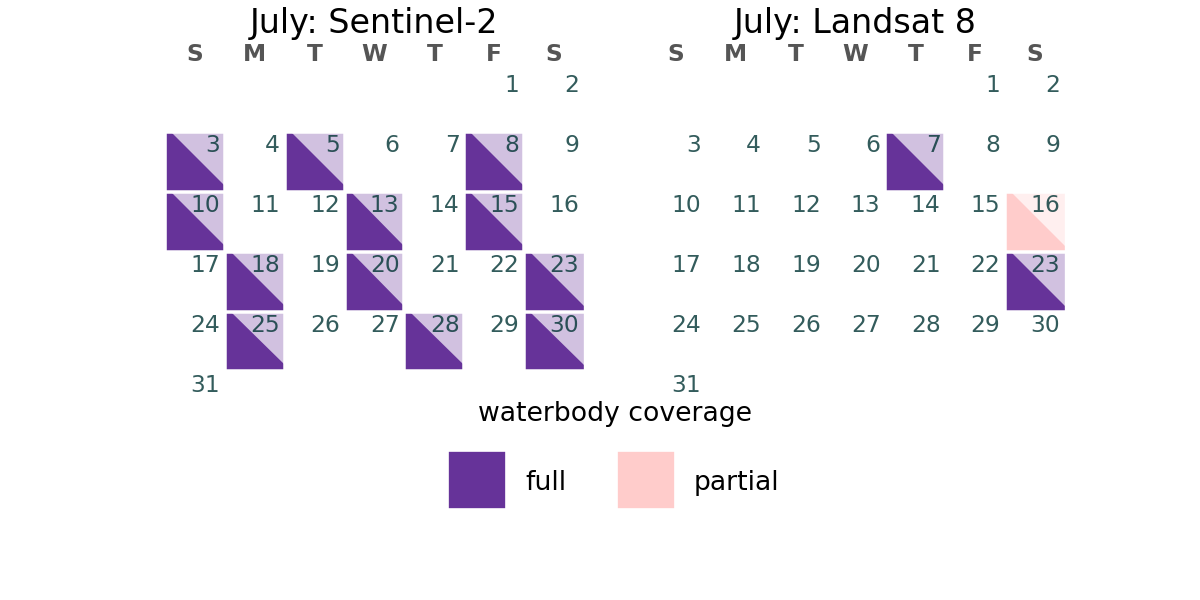 July: Sentinel-2
S M T W T F S
1 2
3 4 5 6 7 8 9
10 11 12 13 14 15 16
17 18 19 20 21 22 23
24 25 26 27 28 29 30
31
July: Landsat 8
S M T W T F S
1 2
3 4 5 6 7 8 9
10 11 12 13 14 15 16
17 18 19 20 21 22 23
24 25 26 27 28 29 30
31
waterbody coverage
full partial